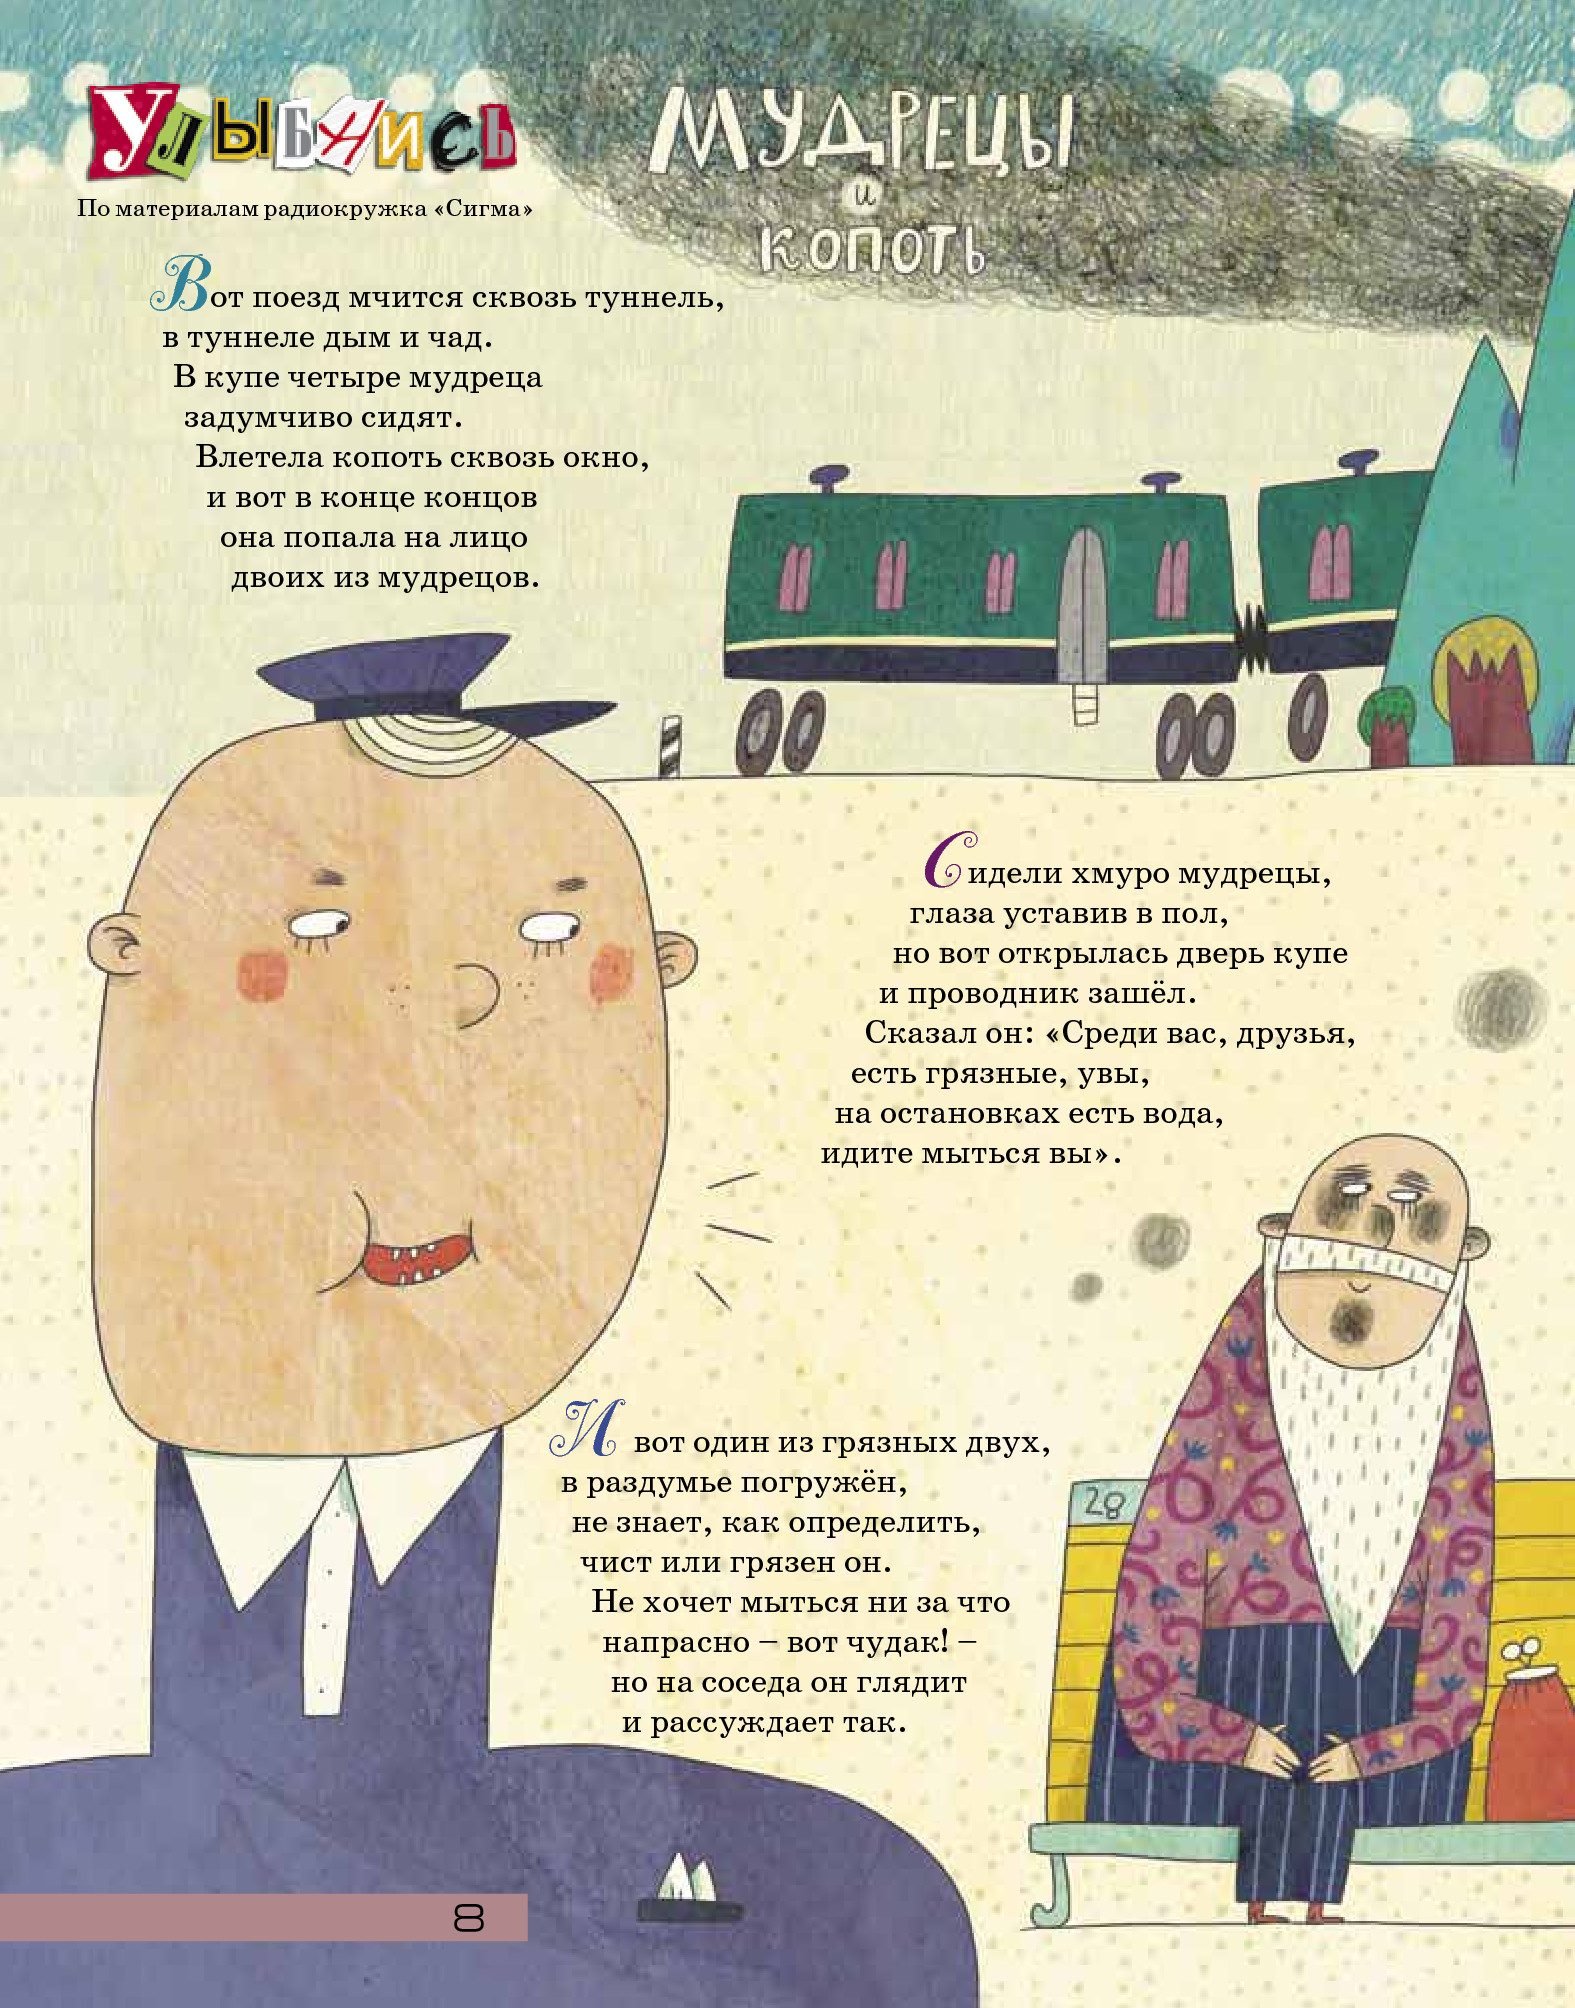 Улыбнись
По материалам радиокружка «Сигма»
Мудрецы
и
копоть
Вот поезд мчится сквозь туннель,
в туннеле дым и чад.
В купе четыре мудреца
задумчиво сидят.
Влетела копоть сквозь окно,
и вот в конце концов
она попала на лицо
двоих из мудрецов.
Сидели хмуро мудрецы,
глаза уставив в пол,
но вот открылась дверь купе
и проводник зашёл.
Сказал он: «Среди вас, друзья,
есть грязные, увы,
на остановках есть вода,
идите мыться вы».
И вот один из грязных двух,
в раздумье погружён,
не знает, как определить,
чист или грязен он.
Не хочет мыться ни за что
напрасно – вот чудак! –
но на соседа он глядит
и рассуждает так.
28
8